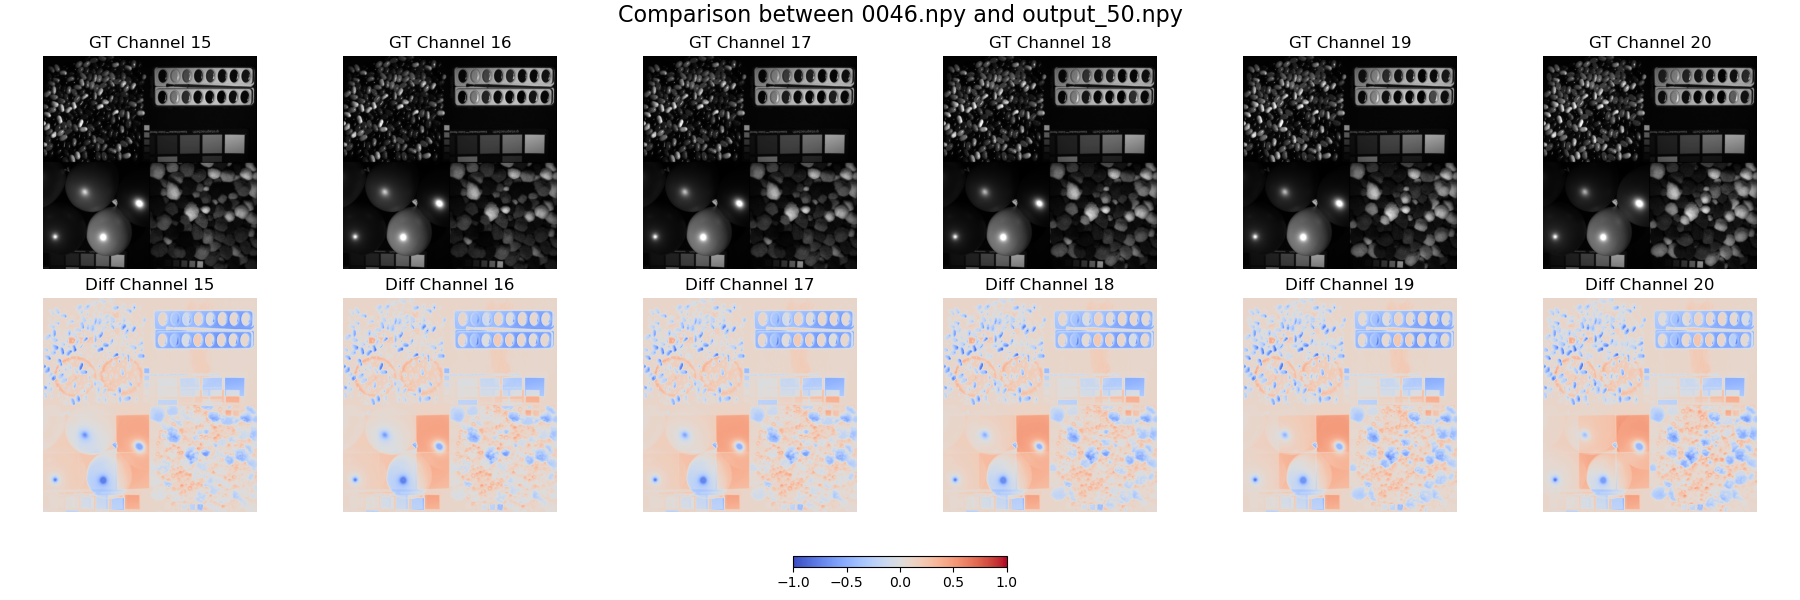 Comparison between 0046.npy and output_50.npy
GT Channel 15
GT Channel 16
GT Channel 17
GT Channel 18
GT Channel 19
GT Channel 20
Diff Channel 15
Diff Channel 16
Diff Channel 17
Diff Channel 18
Diff Channel 19
Diff Channel 20
−1.0 −0.5 0.0 0.5 1.0